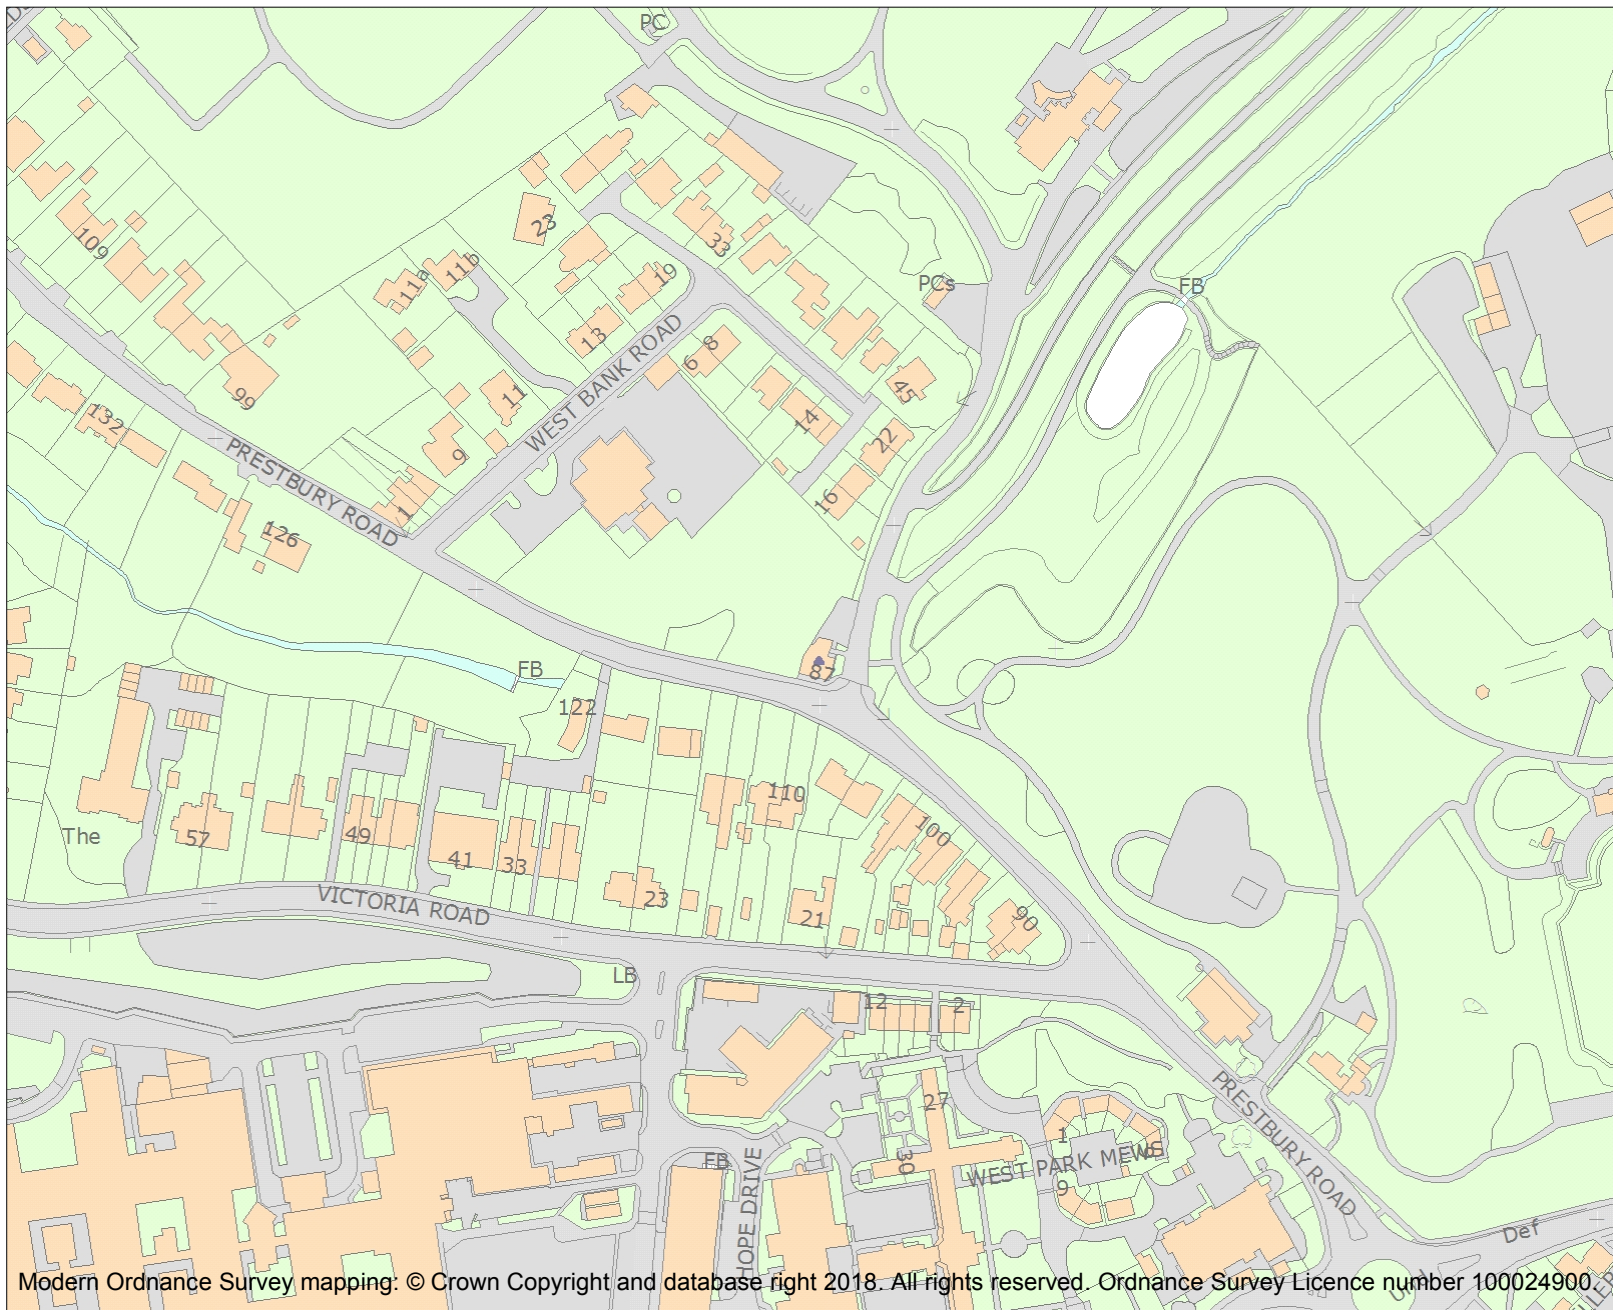 PC
23
33
109
11a
11b
19
PCs
FB
13
8
6
WEST BANK ROAD
99
11
45
132
14
22
9
PRESTBURY ROAD
16
1
126
87
FB
122
110
The
57
49
41
33
100
23
21
90
VICTORIA ROAD
LB
12
2
27
PRESTBURY ROAD
1
30
WEST PARK MEWS
9
FB
HOPE DRIVE
Def
Und
Modern Ordnance Survey mapping: © Crown Copyright and database right 2018. All rights reserved. Ordnance Survey Licence number 100024900.